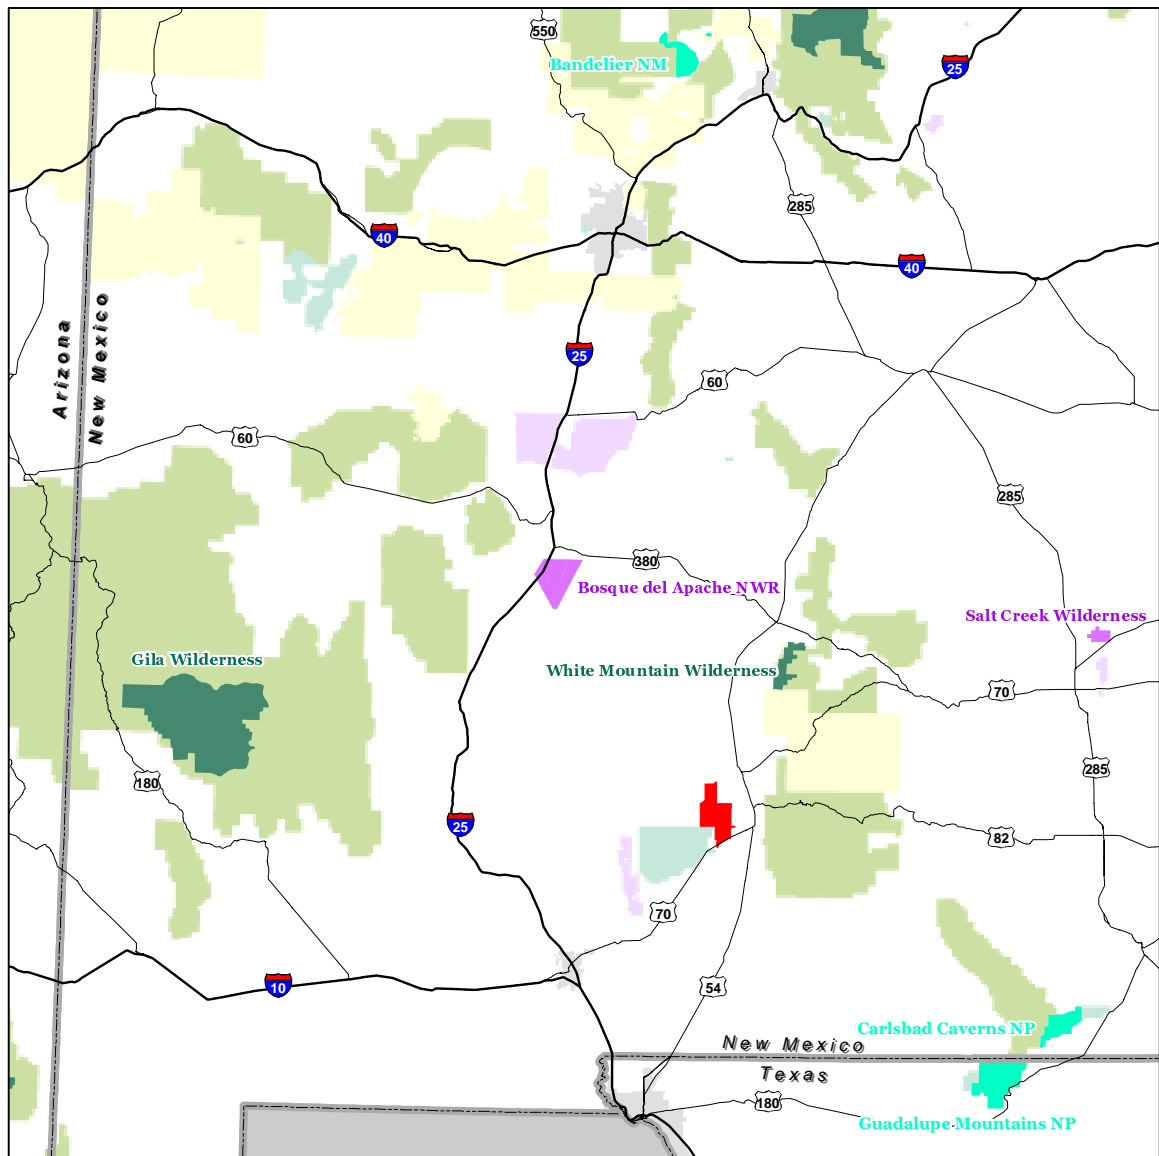 550
Bandelier NM
25
285
40
40
25
60
60
Arizona
New Mexico
285
380
Bosque del Apache NWR
Salt Creek Wilderness
Gila Wilderness
White Mountain Wilderness
70
180
285
25
82
70
10
54
Carlsbad Caverns NP
New Mexico
Texas
180
Guadalupe Mountains NP